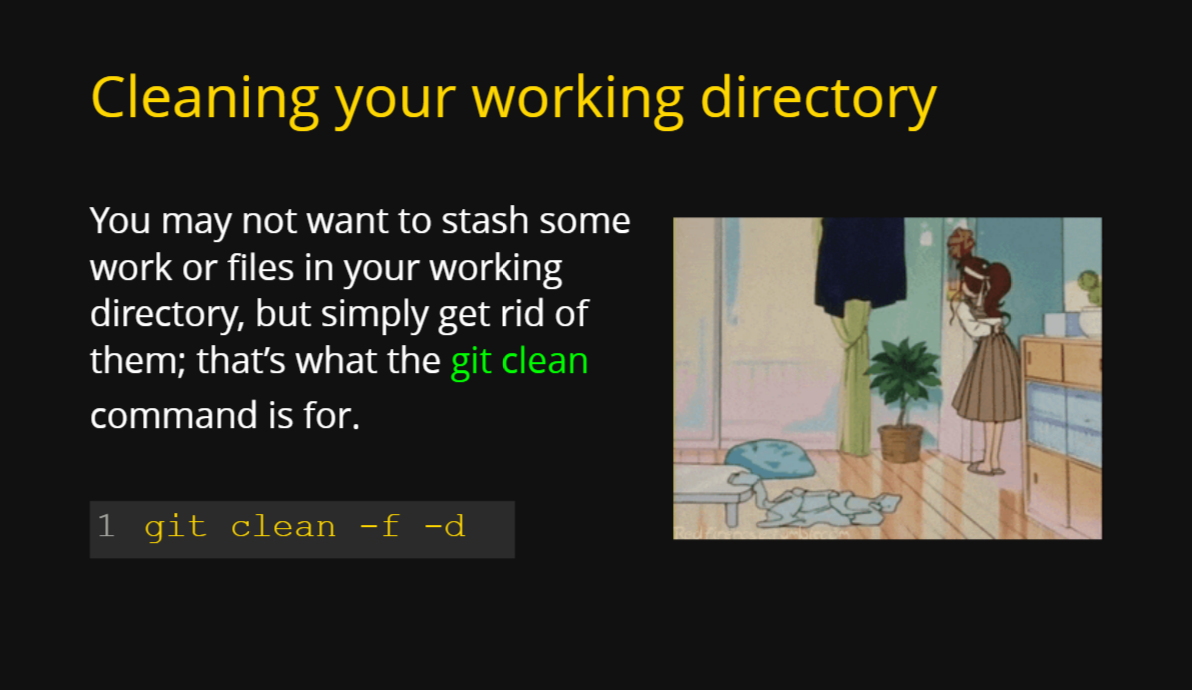 Cleaning your working directory
You may not want to stash some
work or files in your working
directory, but simply get rid of
them; that’s what the git clean
command is for.
1 git clean -f -d